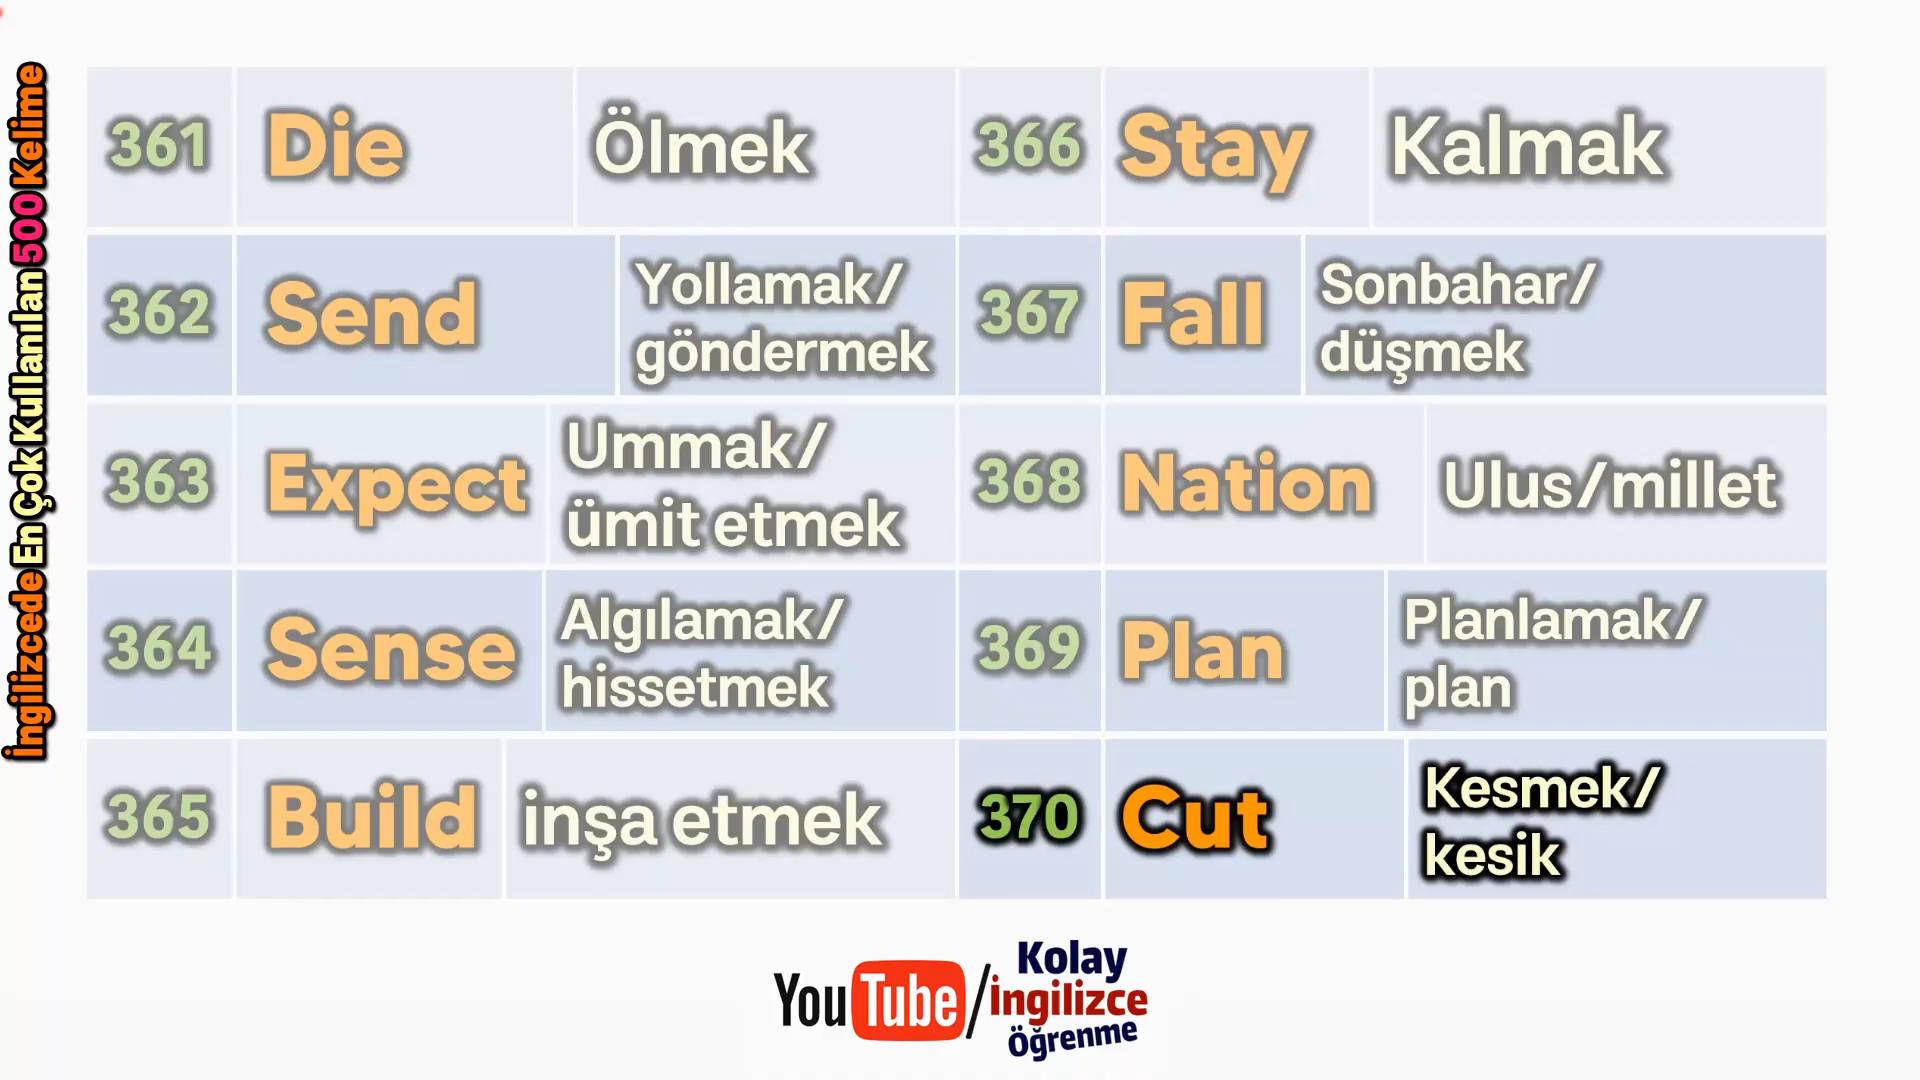 İngilizcede En Çok Kullanılan 500 Kelime
361 Die Ölmek
362 Send Yollamak/
göndermek
363 Expect Ummak/
ümit etmek
364 Sense Algılamak/
hissetmek
365 Build inşa etmek
366 Stay Kalmak
367 Fall Sonbahar/
düşmek
368 Nation Ulus/millet
369 Plan Planlamak/
plan
370 Cut Kesmek/
kesik
YouTube/Kolay
İngilizce
Öğrenme